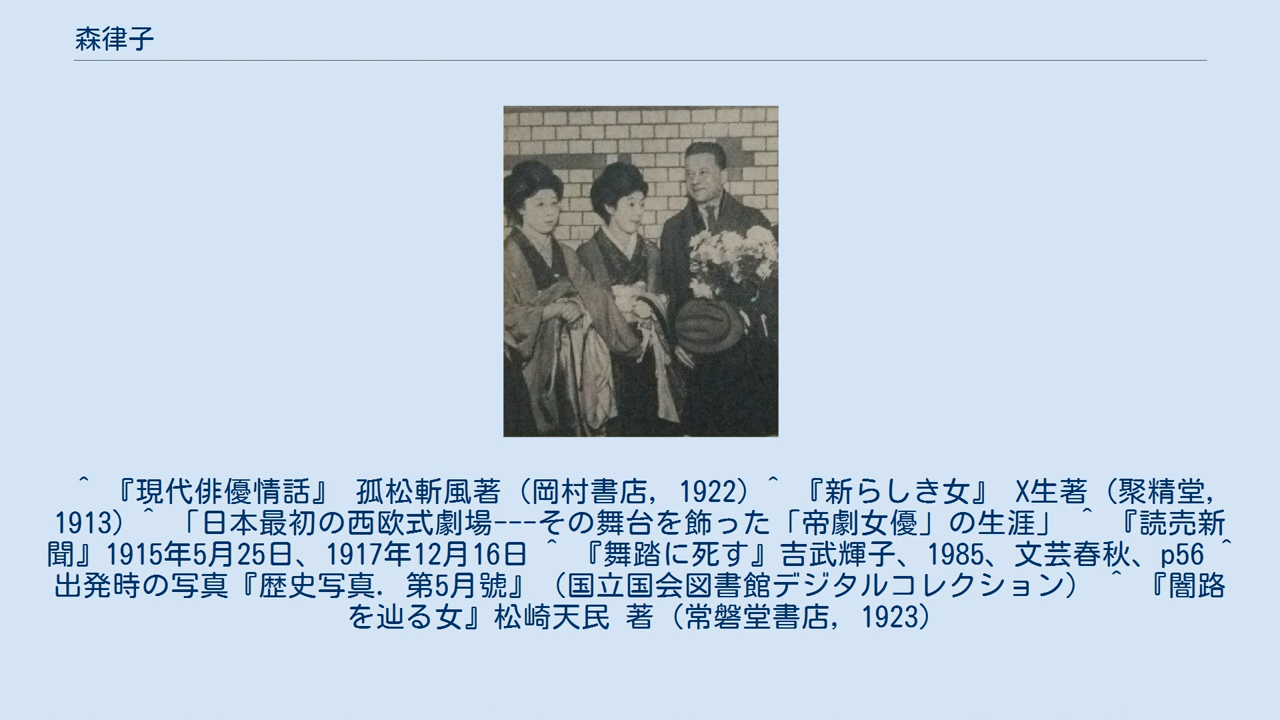 森律子
^ 『現代俳優情話』 孤松斬風著（岡村書店, 1922）^ 『新らしき女』 X生著（聚精堂,
1913）^ 「日本最初の西欧式劇場---その舞台を飾った「帝劇女優」の生涯」 ^ 『読売新
聞』1915年5月25日、1917年12月16日 ^ 『舞踏に死す』吉武輝子、1985、文芸春秋、p56 ^
出発時の写真『歴史写真. 第5月號』（国立国会図書館デジタルコレクション） ^ 『闇路
を辿る女』松崎天民 著（常磐堂書店, 1923）